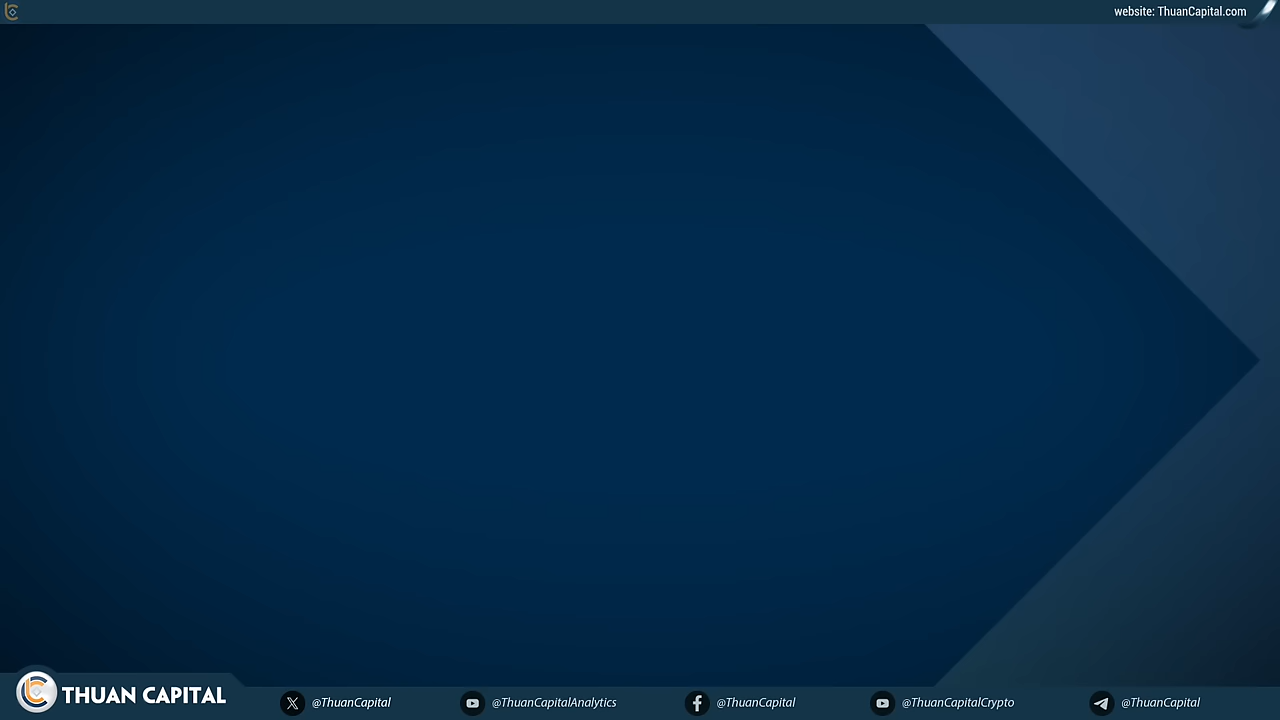 website: ThuanCapital.com
THUAN CAPITAL
@ThuanCapital
@ThuanCapitalAnalytics
@ThuanCapital
@ThuanCapitalCrypto
@ThuanCapital